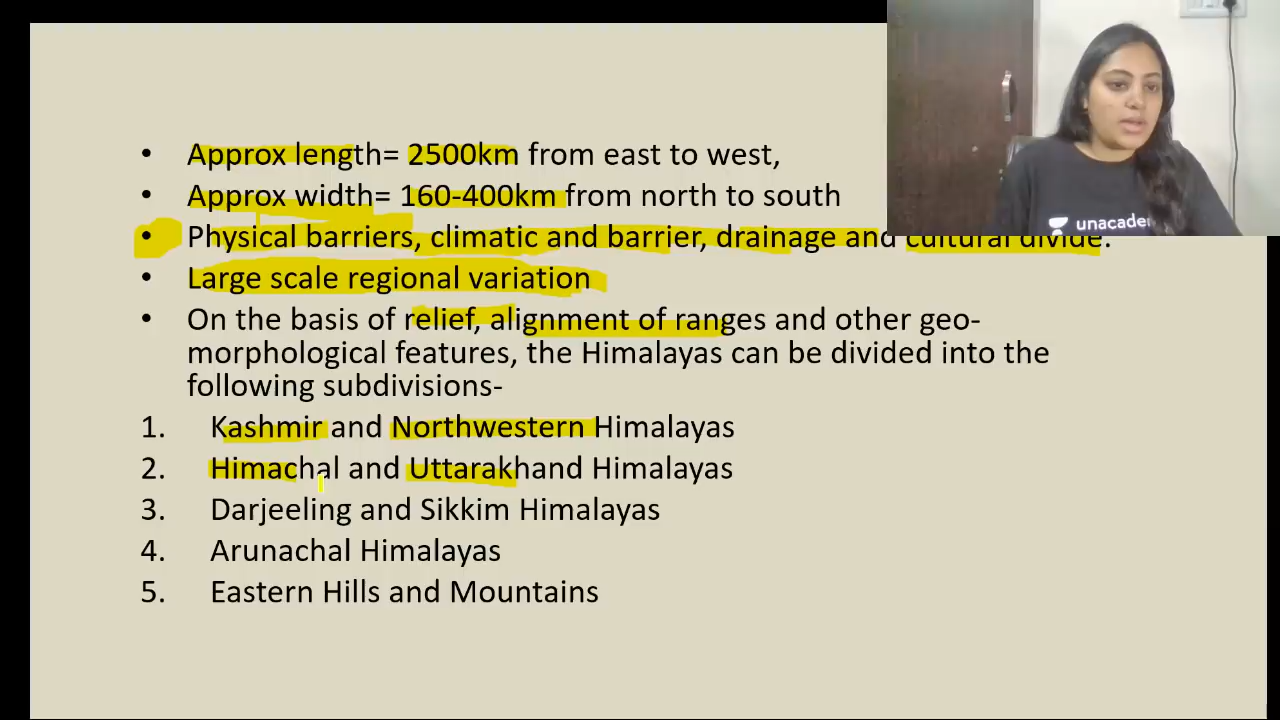 • Approx length= 2500km from east to west,
• Approx width= 160-400km from north to south
• Physical barriers, climatic and barrier, drainage and cultural divide.
• Large scale regional variation
• On the basis of relief, alignment of ranges and other geo-
morphological features, the Himalayas can be divided into the
following subdivisions-
1. Kashmir and Northwestern Himalayas
2. Himachal and Uttarakhand Himalayas
3. Darjeeling and Sikkim Himalayas
4. Arunachal Himalayas
5. Eastern Hills and Mountains